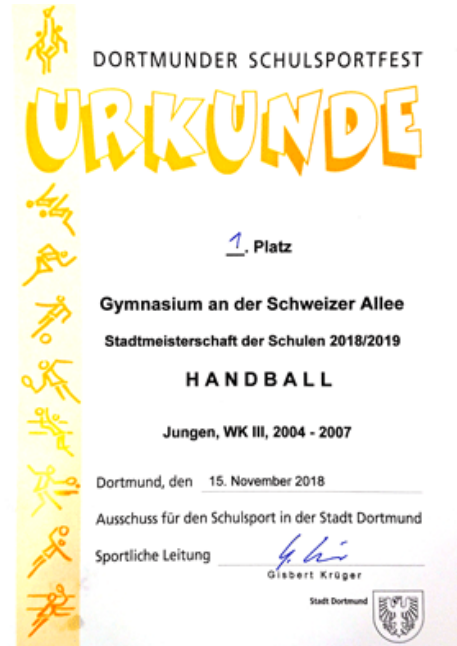 DORTMUNDER SCHULSPORTFEST
URKUNDE
1. Platz
Gymnasium an der Schweizer Allee
Stadtmeisterschaft der Schulen 2018/2019
HANDBALL
Jungen, WK III, 2004 - 2007
Dortmund, den 15. November 2018
Ausschuss für den Schulsport in der Stadt Dortmund
Sportliche Leitung
Gisbert Krüger
Stadt Dortmund